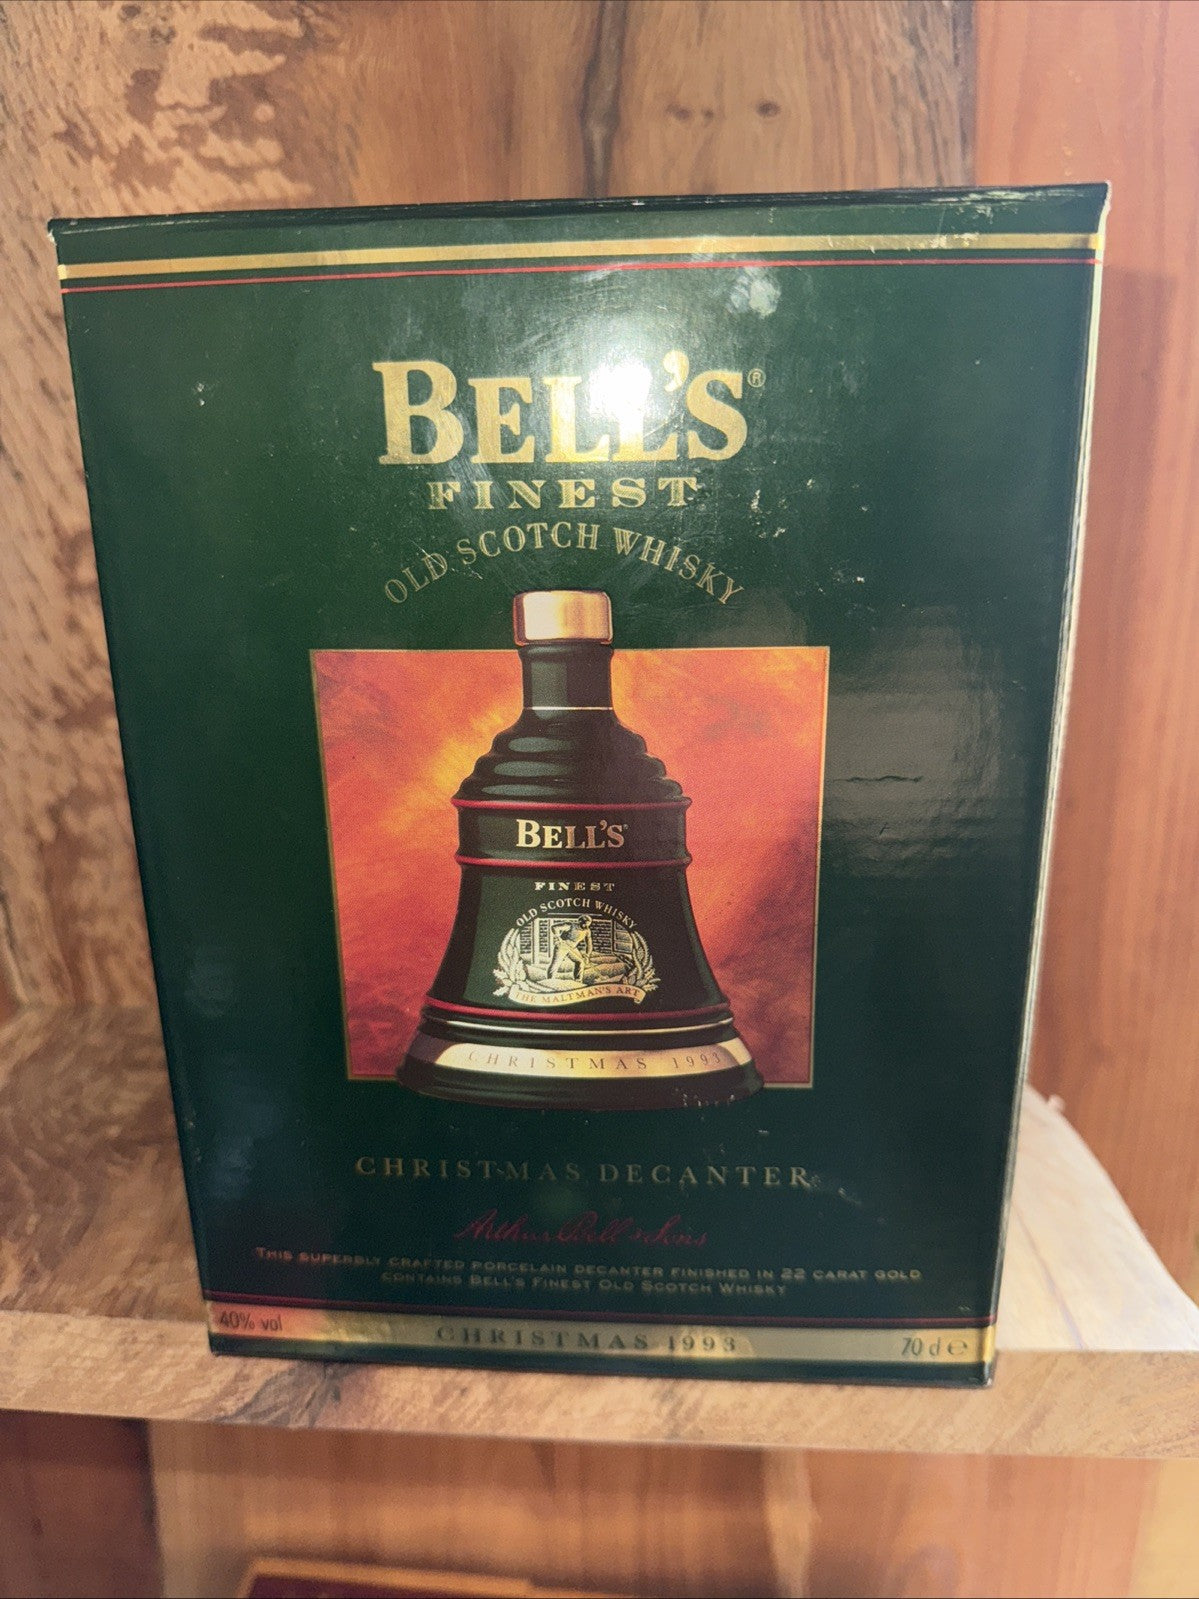 BELL'S®
FINEST
OLD SCOTCH WHISKY
BELL'S
FINEST
OLD SCOTCH WHISKY
THE MALTMAN'S ART
CHRISTMAS 1993
CHRISTMAS DECANTER
Arthur Bell & Sons
THIS SUPERBLY CRAFTED PORCELAIN DECANTER FINISHED IN 22 CARAT GOLD
CONTAINS BELL'S FINEST OLD SCOTCH WHISKY
40% vol CHRISTMAS 1993 70 cl ℮